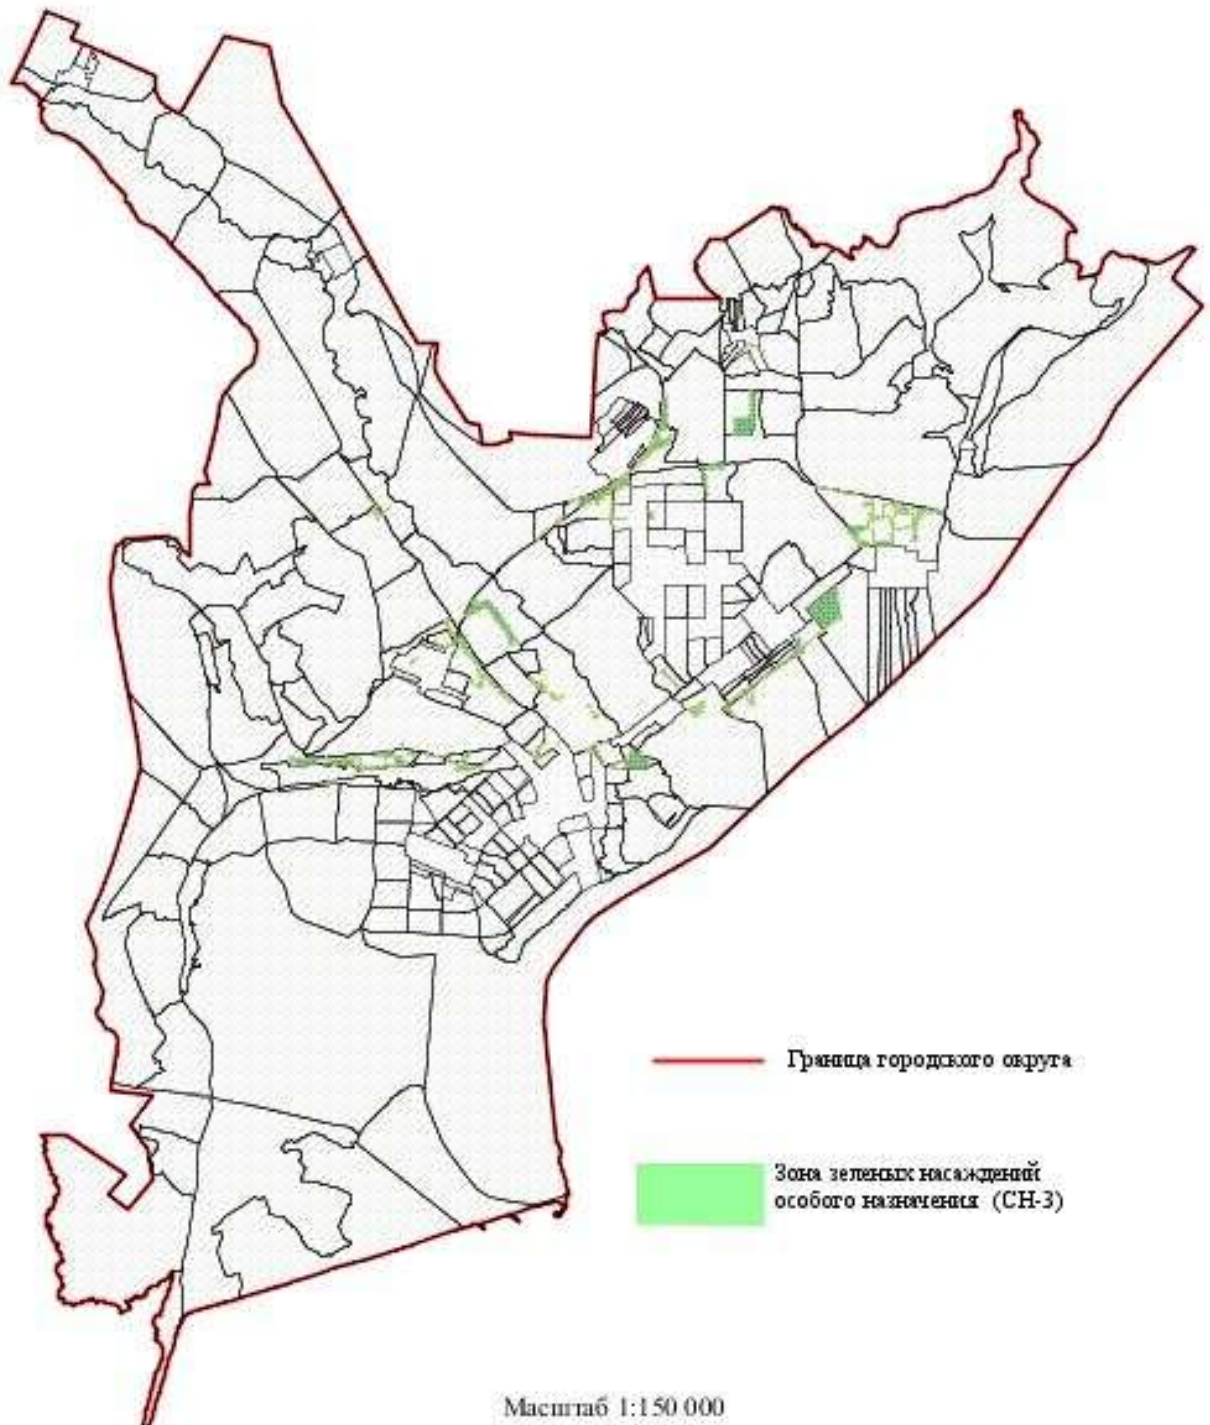 Граница городского округа
Зона зеленых насаждений
особого назначения (СН-3)
Масштаб 1:150 000